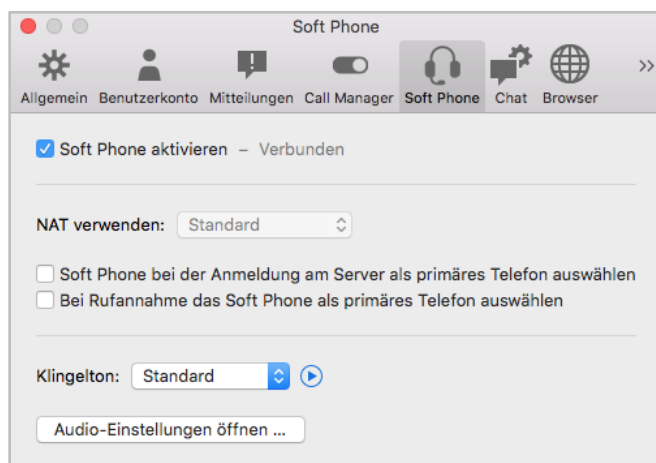 Soft Phone
Allgemein Benutzerkonto Mitteilungen Call Manager Soft Phone Chat Browser
Soft Phone aktivieren – Verbunden
NAT verwenden: Standard
Soft Phone bei der Anmeldung am Server als primäres Telefon auswählen
Bei Rufannahme das Soft Phone als primäres Telefon auswählen
Klingelton: Standard
Audio-Einstellungen öffnen ...